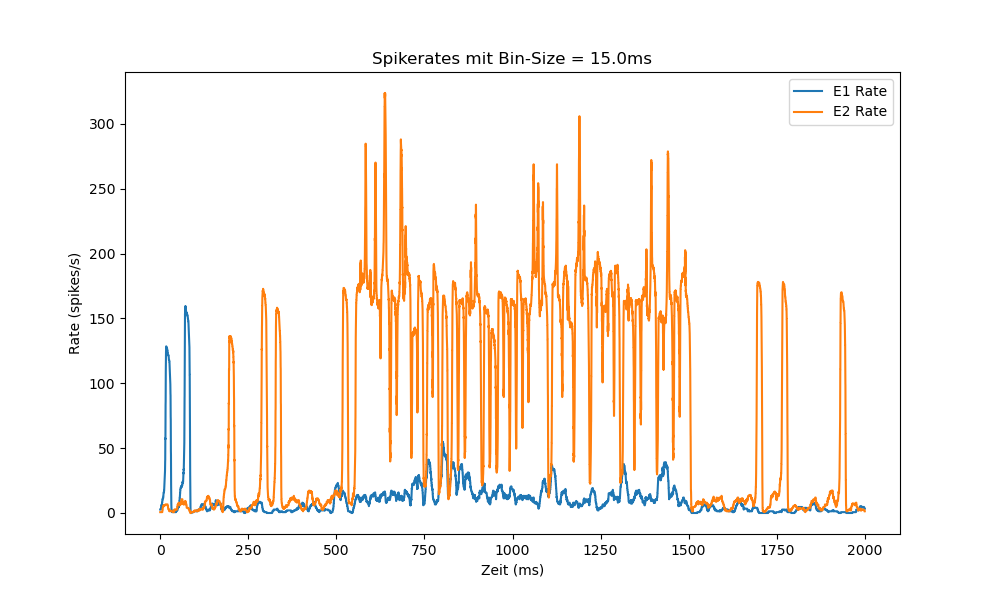 Spikerates mit Bin-Size = 15.0ms
E1 Rate
E2 Rate
300
250
200
150
100
50
0
Rate (spikes/s)
0 250 500 750 1000 1250 1500 1750 2000
Zeit (ms)